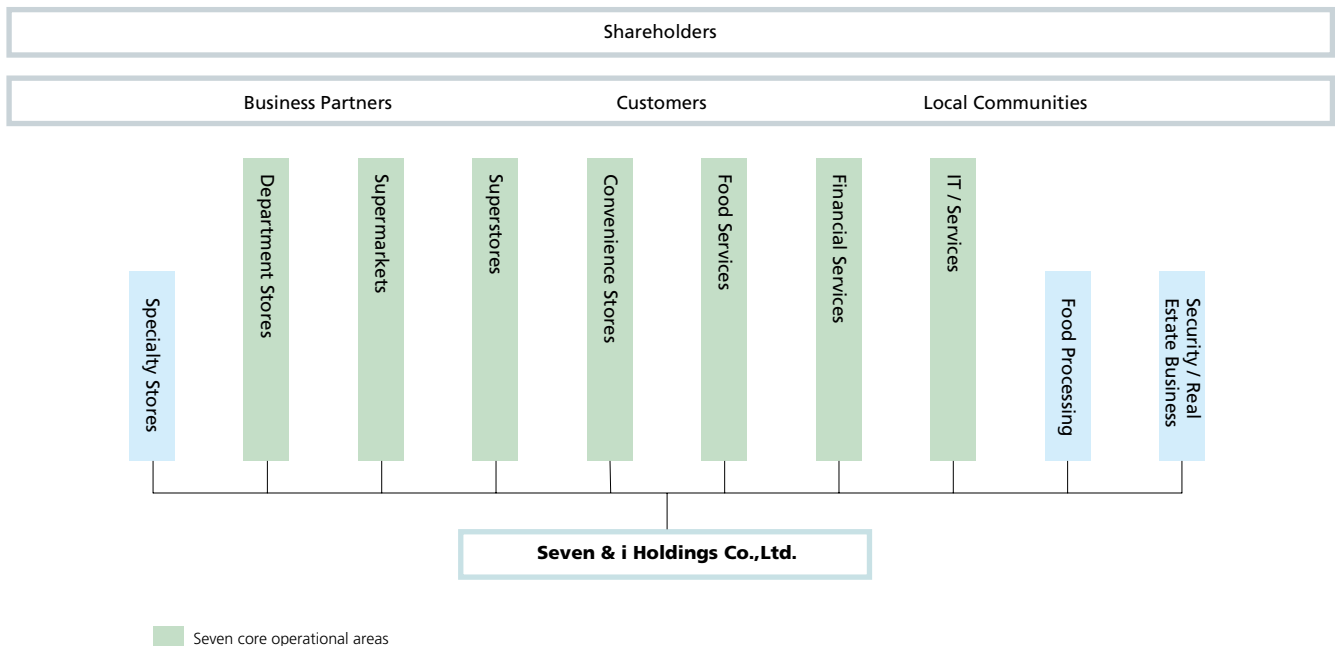 Shareholders
Business Partners
Customers
Local Communities
Specialty Stores
Department Stores
Supermarkets
Superstores
Convenience Stores
Food Services
Financial Services
IT / Services
Food Processing
Security / Real
Estate Business
Seven & i Holdings Co.,Ltd.
Seven core operational areas